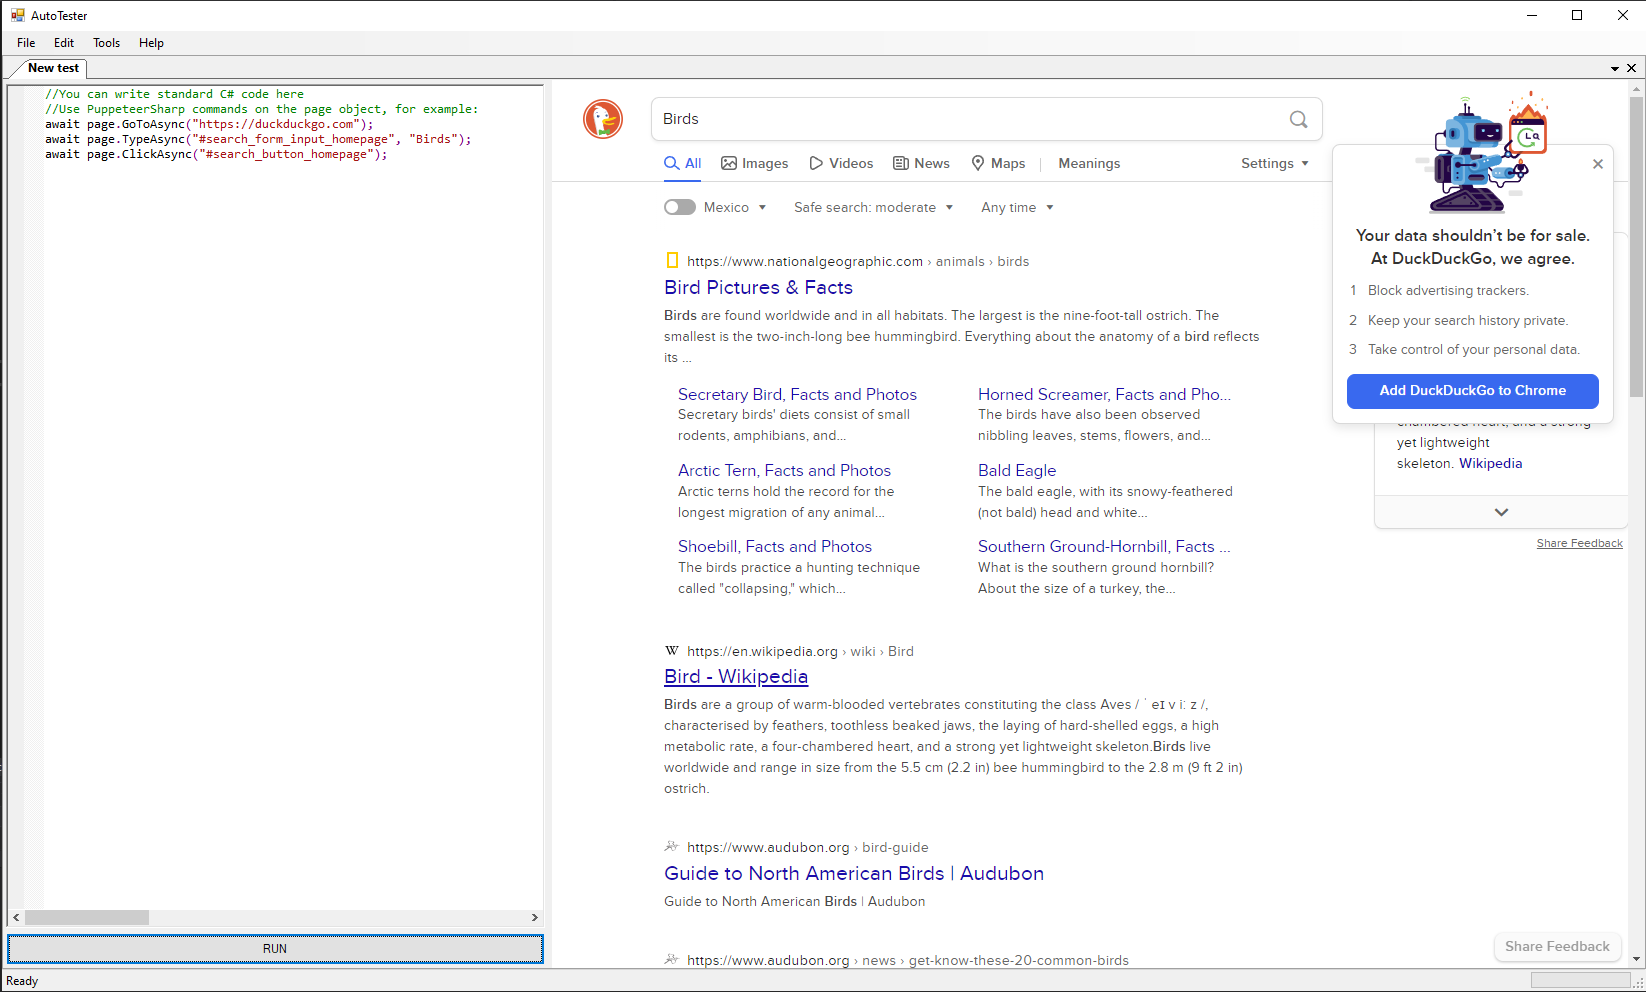 AutoTester
File Edit Tools Help
New test
//You can write standard C# code here
//Use PuppeteerSharp commands on the page object, for example:
await page.GoToAsync("https://duckduckgo.com");
await page.TypeAsync("#search_form_input_homepage", "Birds");
await page.ClickAsync("#search_button_homepage");
RUN
Ready
Birds
All Images Videos News Maps | Meanings Settings
Mexico Safe search: moderate Any time
https://www.nationalgeographic.com › animals › birds
Bird Pictures & Facts
Birds are found worldwide and in all habitats. The largest is the nine-foot-tall ostrich. The
smallest is the two-inch-long bee hummingbird. Everything about the anatomy of a bird reflects
its ...
Secretary Bird, Facts and Photos
Secretary birds' diets consist of small
rodents, amphibians, and...
Horned Screamer, Facts and Pho...
The birds have also been observed
nibbling leaves, stems, flowers, and...
Arctic Tern, Facts and Photos
Arctic terns hold the record for the
longest migration of any animal...
Bald Eagle
The bald eagle, with its snowy-feathered
(not bald) head and white...
Shoebill, Facts and Photos
The birds practice a hunting technique
called "collapsing," which...
Southern Ground-Hornbill, Facts ...
What is the southern ground hornbill?
About the size of a turkey, the...
W https://en.wikipedia.org › wiki › Bird
Bird - Wikipedia
Birds are a group of warm-blooded vertebrates constituting the class Aves / ˈ eɪ v iː z /,
characterised by feathers, toothless beaked jaws, the laying of hard-shelled eggs, a high
metabolic rate, a four-chambered heart, and a strong yet lightweight skeleton.Birds live
worldwide and range in size from the 5.5 cm (2.2 in) bee hummingbird to the 2.8 m (9 ft 2 in)
ostrich.
https://www.audubon.org › bird-guide
Guide to North American Birds | Audubon
Guide to North American Birds | Audubon
https://www.audubon.org › news › get-know-these-20-common-birds
Your data shouldn't be for sale.
At DuckDuckGo, we agree.
1 Block advertising trackers.
2 Keep your search history private.
3 Take control of your personal data.
Add DuckDuckGo to Chrome
chambered heart, and a strong
yet lightweight
skeleton. Wikipedia
Share Feedback
Share Feedback